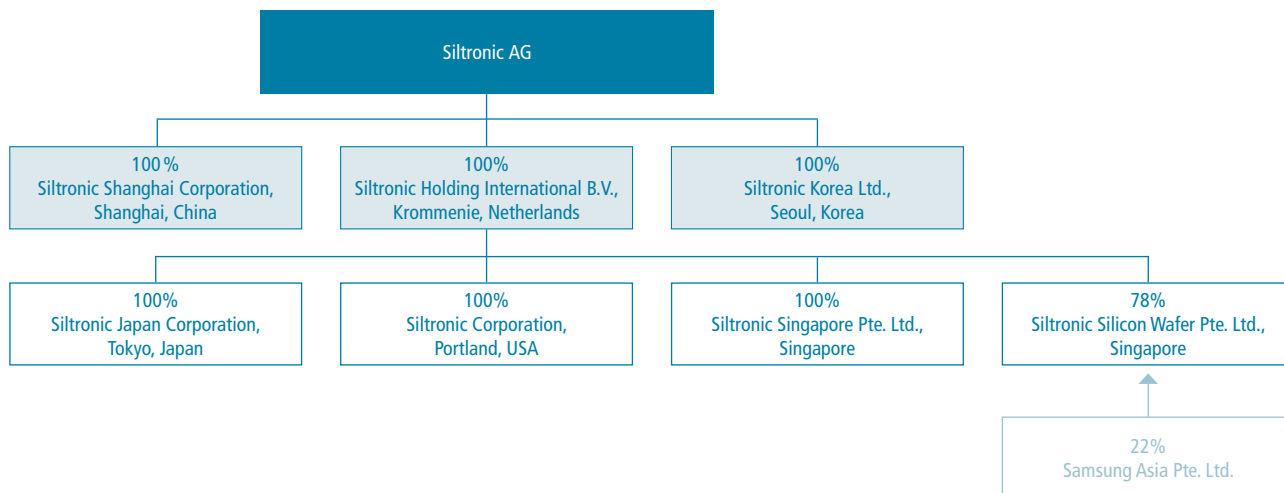 Siltronic AG
100 %
Siltronic Shanghai Corporation,
Shanghai, China
100%
Siltronic Holding International B.V.,
Krommenie, Netherlands
100%
Siltronic Korea Ltd.,
Seoul, Korea
100%
Siltronic Japan Corporation,
Tokyo, Japan
100%
Siltronic Corporation,
Portland, USA
100%
Siltronic Singapore Pte. Ltd.,
Singapore
78%
Siltronic Silicon Wafer Pte. Ltd.,
Singapore
22%
Samsung Asia Pte. Ltd.